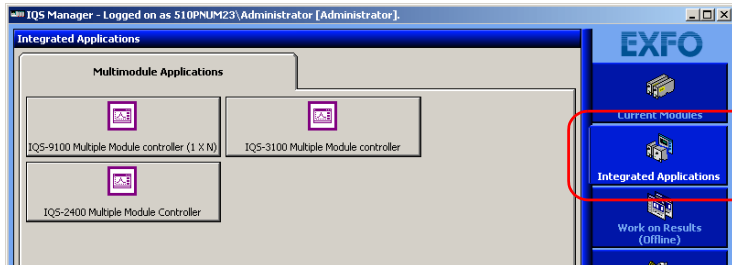 IQS Manager - Logged on as 510PNUM23\Administrator [Administrator].
Integrated Applications
Multimodule Applications
IQS-9100 Multiple Module controller (1 X N)
IQS-3100 Multiple Module controller
IQS-2400 Multiple Module Controller
EXFO
Current Modules
Integrated Applications
Work on Results
(Offline)